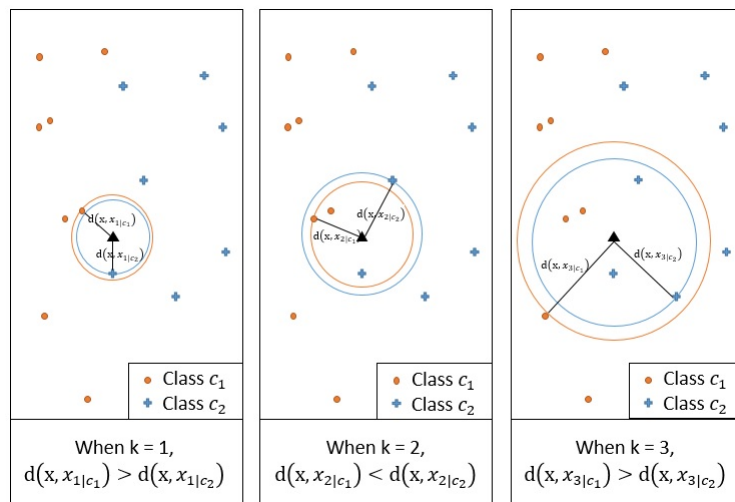 d(x, x₁|c₁)
d(x, x₁|c₂)
Class c₁
Class c₂
When k = 1,
d(x, x₁|c₁) > d(x, x₁|c₂)
d(x, x₂|c₂)
d(x, x₂|c₁)
Class c₁
Class c₂
When k = 2,
d(x, x₂|c₁) < d(x, x₂|c₂)
d(x, x₃|c₁)
d(x, x₃|c₂)
Class c₁
Class c₂
When k = 3,
d(x, x₃|c₁) > d(x, x₃|c₂)